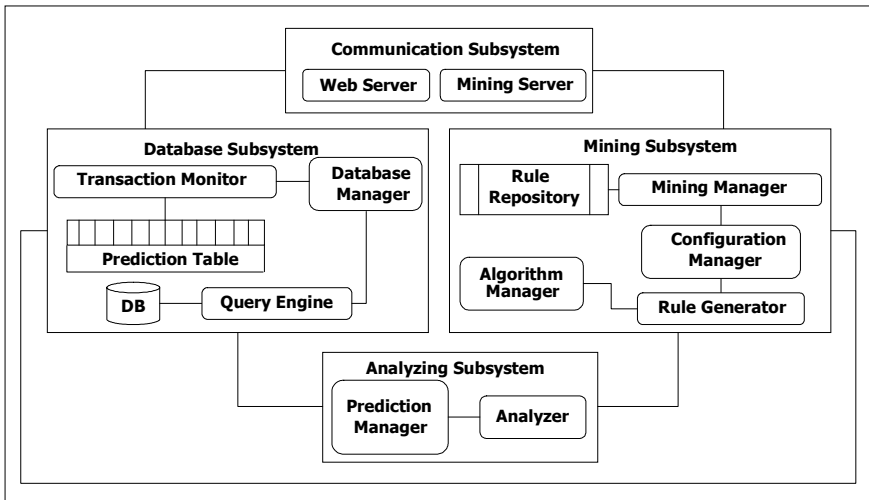 Communication Subsystem
Web Server
Mining Server
Database Subsystem
Transaction Monitor
Database
Manager
Prediction Table
DB
Query Engine
Mining Subsystem
Rule
Repository
Mining Manager
Configuration
Manager
Algorithm
Manager
Rule Generator
Analyzing Subsystem
Prediction
Manager
Analyzer